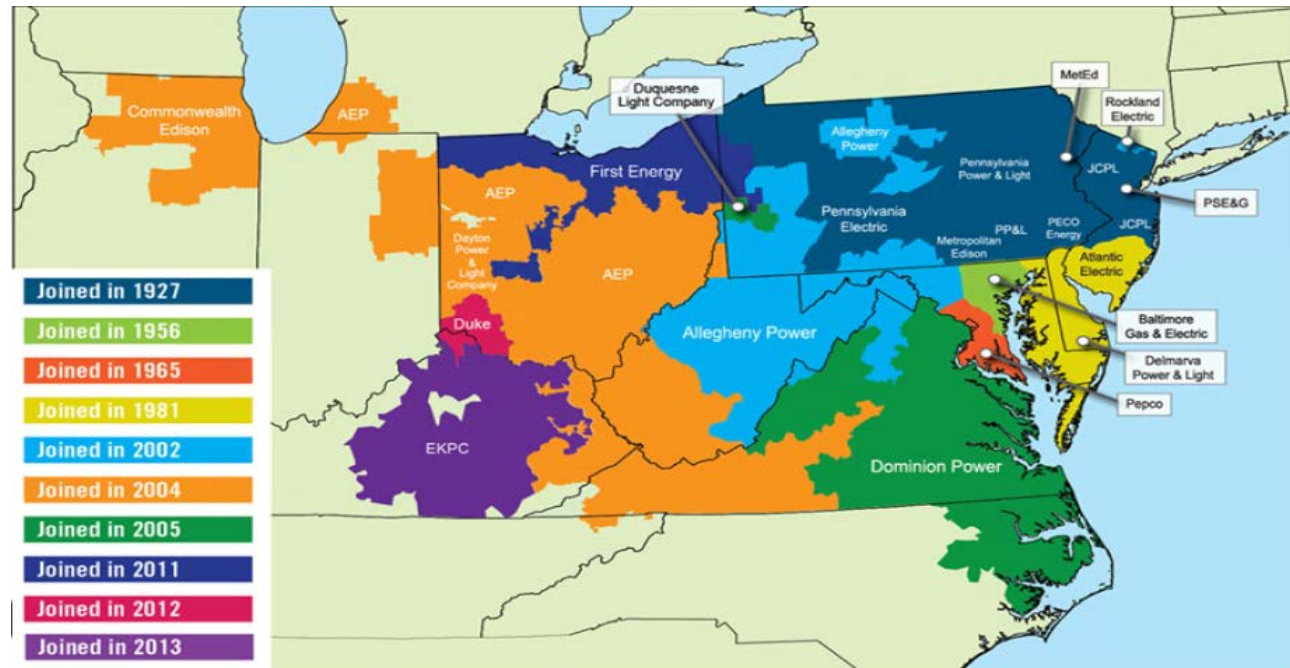 Commonwealth
Edison
AEP
Duquesne
Light Company
MetEd
Rockland
Electric
Allegheny
Power
Pennsylvania
Power & Light
JCPL
First Energy
PSE&G
AEP
Pennsylvania
Electric
PP&L
PECO
Energy
JCPL
Metropolitan
Edison
Dayton
Power
&
Light
Company
AEP
Atlantic
Electric
Duke
Allegheny Power
Baltimore
Gas & Electric
Delmarva
Power & Light
Pepco
EKPC
Dominion Power
Joined in 1927
Joined in 1956
Joined in 1965
Joined in 1981
Joined in 2002
Joined in 2004
Joined in 2005
Joined in 2011
Joined in 2012
Joined in 2013